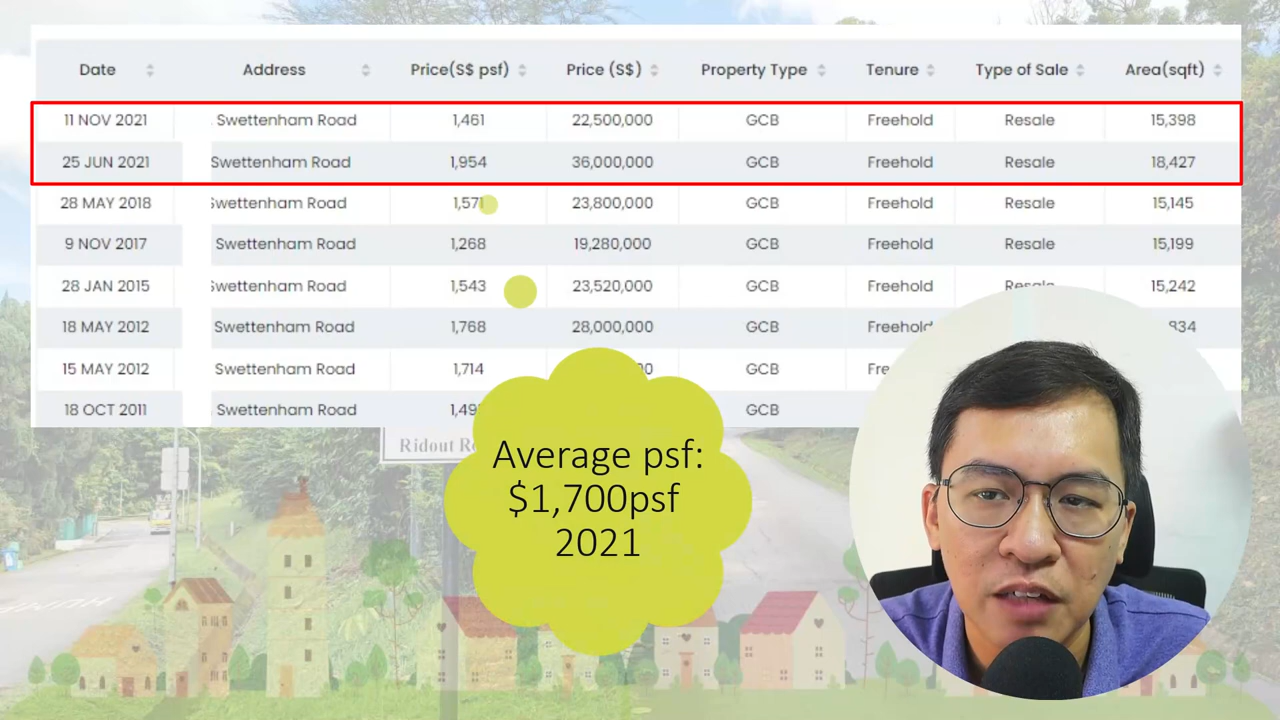 Date Address Price(S$ psf) Price (S$) Property Type Tenure Type of Sale Area(sqft)
11 NOV 2021 Swettenham Road 1,461 22,500,000 GCB Freehold Resale 15,398
25 JUN 2021 Swettenham Road 1,954 36,000,000 GCB Freehold Resale 18,427
28 MAY 2018 Swettenham Road 1,571 23,800,000 GCB Freehold Resale 15,145
9 NOV 2017 Swettenham Road 1,268 19,280,000 GCB Freehold Resale 15,199
28 JAN 2015 Swettenham Road 1,543 23,520,000 GCB Freehold Resale 15,242
18 MAY 2012 Swettenham Road 1,768 28,000,000 GCB Freehold
15 MAY 2012 Swettenham Road 1,714 GCB
18 OCT 2011 Swettenham Road GCB
Ridout
Average psf:
$1,700psf
2021